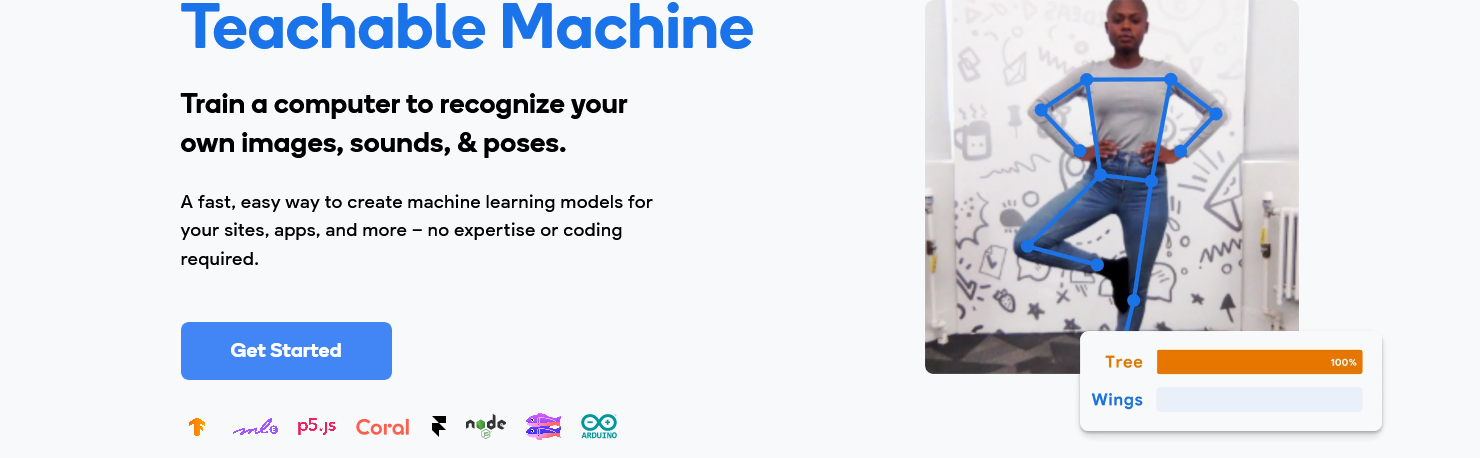 Teachable Machine
Train a computer to recognize your
own images, sounds, & poses.
A fast, easy way to create machine learning models for
your sites, apps, and more – no expertise or coding
required.
Get Started
p5.js
Coral
node
JS
ARDUINO
Tree
100%
Wings